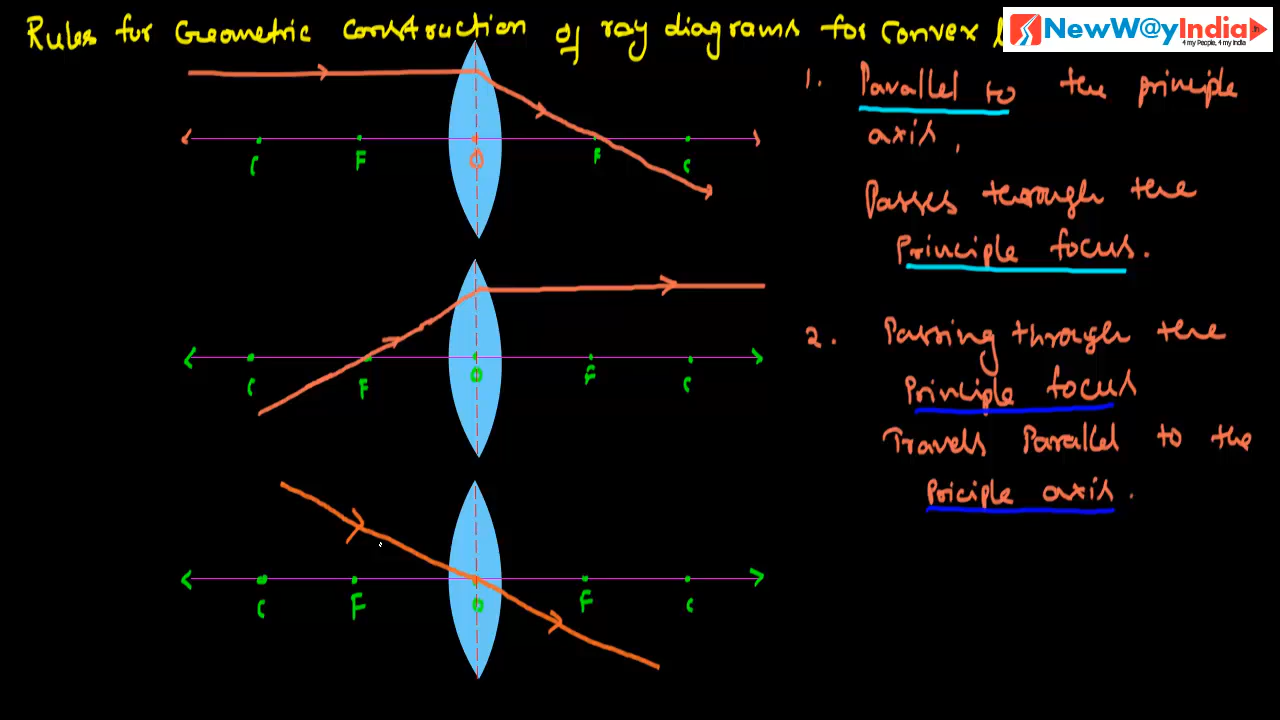 Rules for Geometric construction of ray diagrams for convex
NewW@yIndia
4 my People, 4 my India
1. Parallel to the principle
axis,
Passes through the
Principle focus.
C F O F C
2. Passing through the
Principle focus
Travels Parallel to the
Priciple axis.
C F O F C
C F O F C